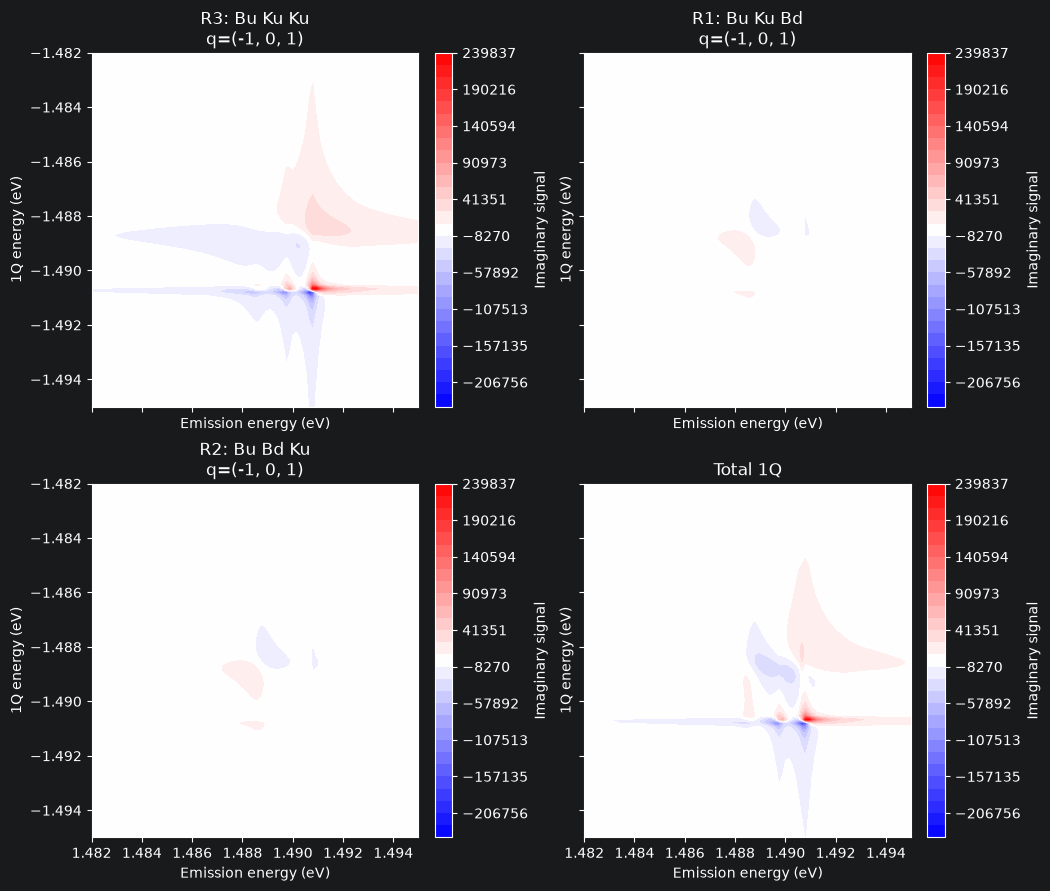 R3: Bu Ku Ku
q=(-1, 0, 1)
−1.482
−1.484
−1.486
−1.488
−1.490
−1.492
−1.494
1Q energy (eV)
Emission energy (eV)
239837
190216
140594
90973
41351
−8270
−57892
−107513
−157135
−206756
Imaginary signal
R1: Bu Ku Bd
q=(-1, 0, 1)
1Q energy (eV)
Emission energy (eV)
239837
190216
140594
90973
41351
−8270
−57892
−107513
−157135
−206756
Imaginary signal
R2: Bu Bd Ku
q=(-1, 0, 1)
−1.482
−1.484
−1.486
−1.488
−1.490
−1.492
−1.494
1Q energy (eV)
1.482 1.484 1.486 1.488 1.490 1.492 1.494
Emission energy (eV)
239837
190216
140594
90973
41351
−8270
−57892
−107513
−157135
−206756
Imaginary signal
Total 1Q
1Q energy (eV)
1.482 1.484 1.486 1.488 1.490 1.492 1.494
Emission energy (eV)
239837
190216
140594
90973
41351
−8270
−57892
−107513
−157135
−206756
Imaginary signal